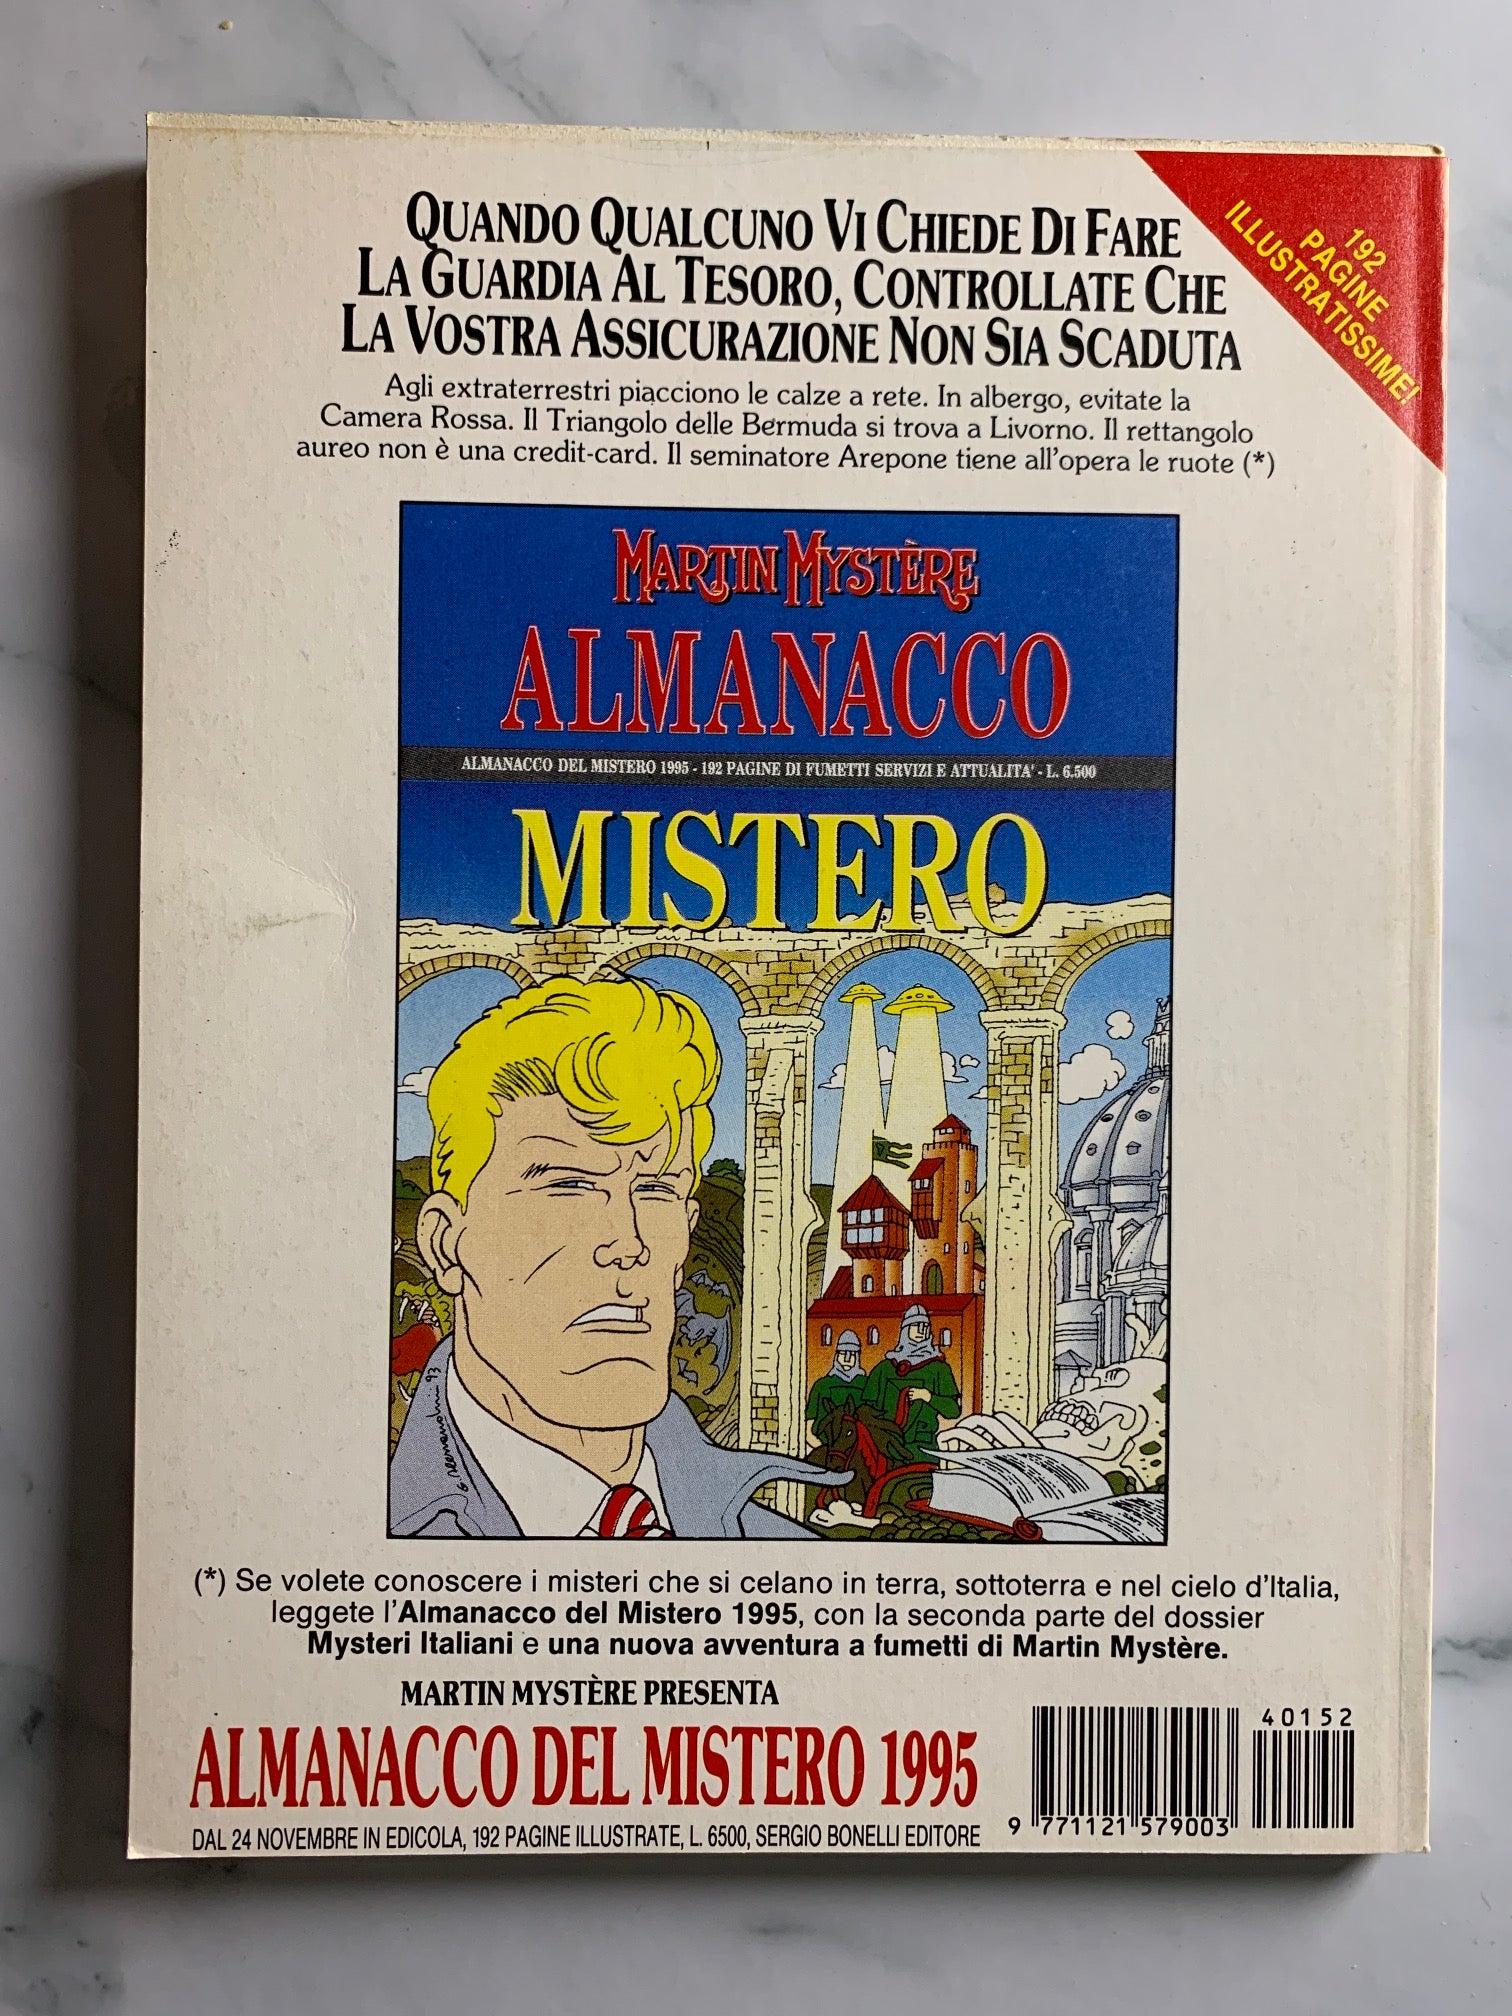 QUANDO QUALCUNO VI CHIEDE DI FARE
LA GUARDIA AL TESORO, CONTROLLATE CHE
LA VOSTRA ASSICURAZIONE NON SIA SCADUTA
192
PAGINE
ILLUSTRATISSIME!
Agli extraterrestri piacciono le calze a rete. In albergo, evitate la
Camera Rossa. Il Triangolo delle Bermuda si trova a Livorno. Il rettangolo
aureo non è una credit-card. Il seminatore Arepone tiene all'opera le ruote (*)
MARTIN MYSTÈRE
ALMANACCO
ALMANACCO DEL MISTERO 1995 - 192 PAGINE DI FUMETTI SERVIZI E ATTUALITA' - L. 6.500
MISTERO
(*) Se volete conoscere i misteri che si celano in terra, sottoterra e nel cielo d'Italia,
leggete l'Almanacco del Mistero 1995, con la seconda parte del dossier
Mysteri Italiani e una nuova avventura a fumetti di Martin Mystère.
MARTIN MYSTÈRE PRESENTA
ALMANACCO DEL MISTERO 1995
DAL 24 NOVEMBRE IN EDICOLA, 192 PAGINE ILLUSTRATE, L. 6500, SERGIO BONELLI EDITORE
40152
9 771121 579003